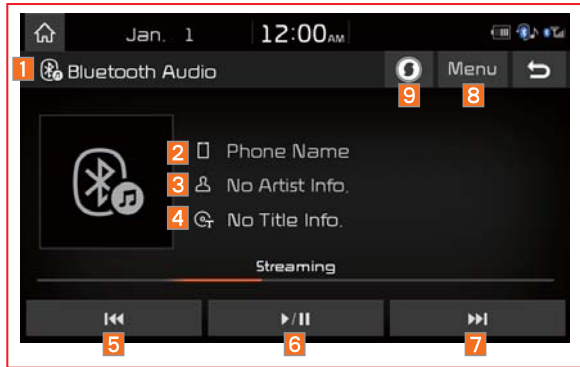 Jan. 1 12:00AM
1 Bluetooth Audio Menu
9 8
2 Phone Name
3 No Artist Info.
4 No Title Info.
Streaming
5 6 7